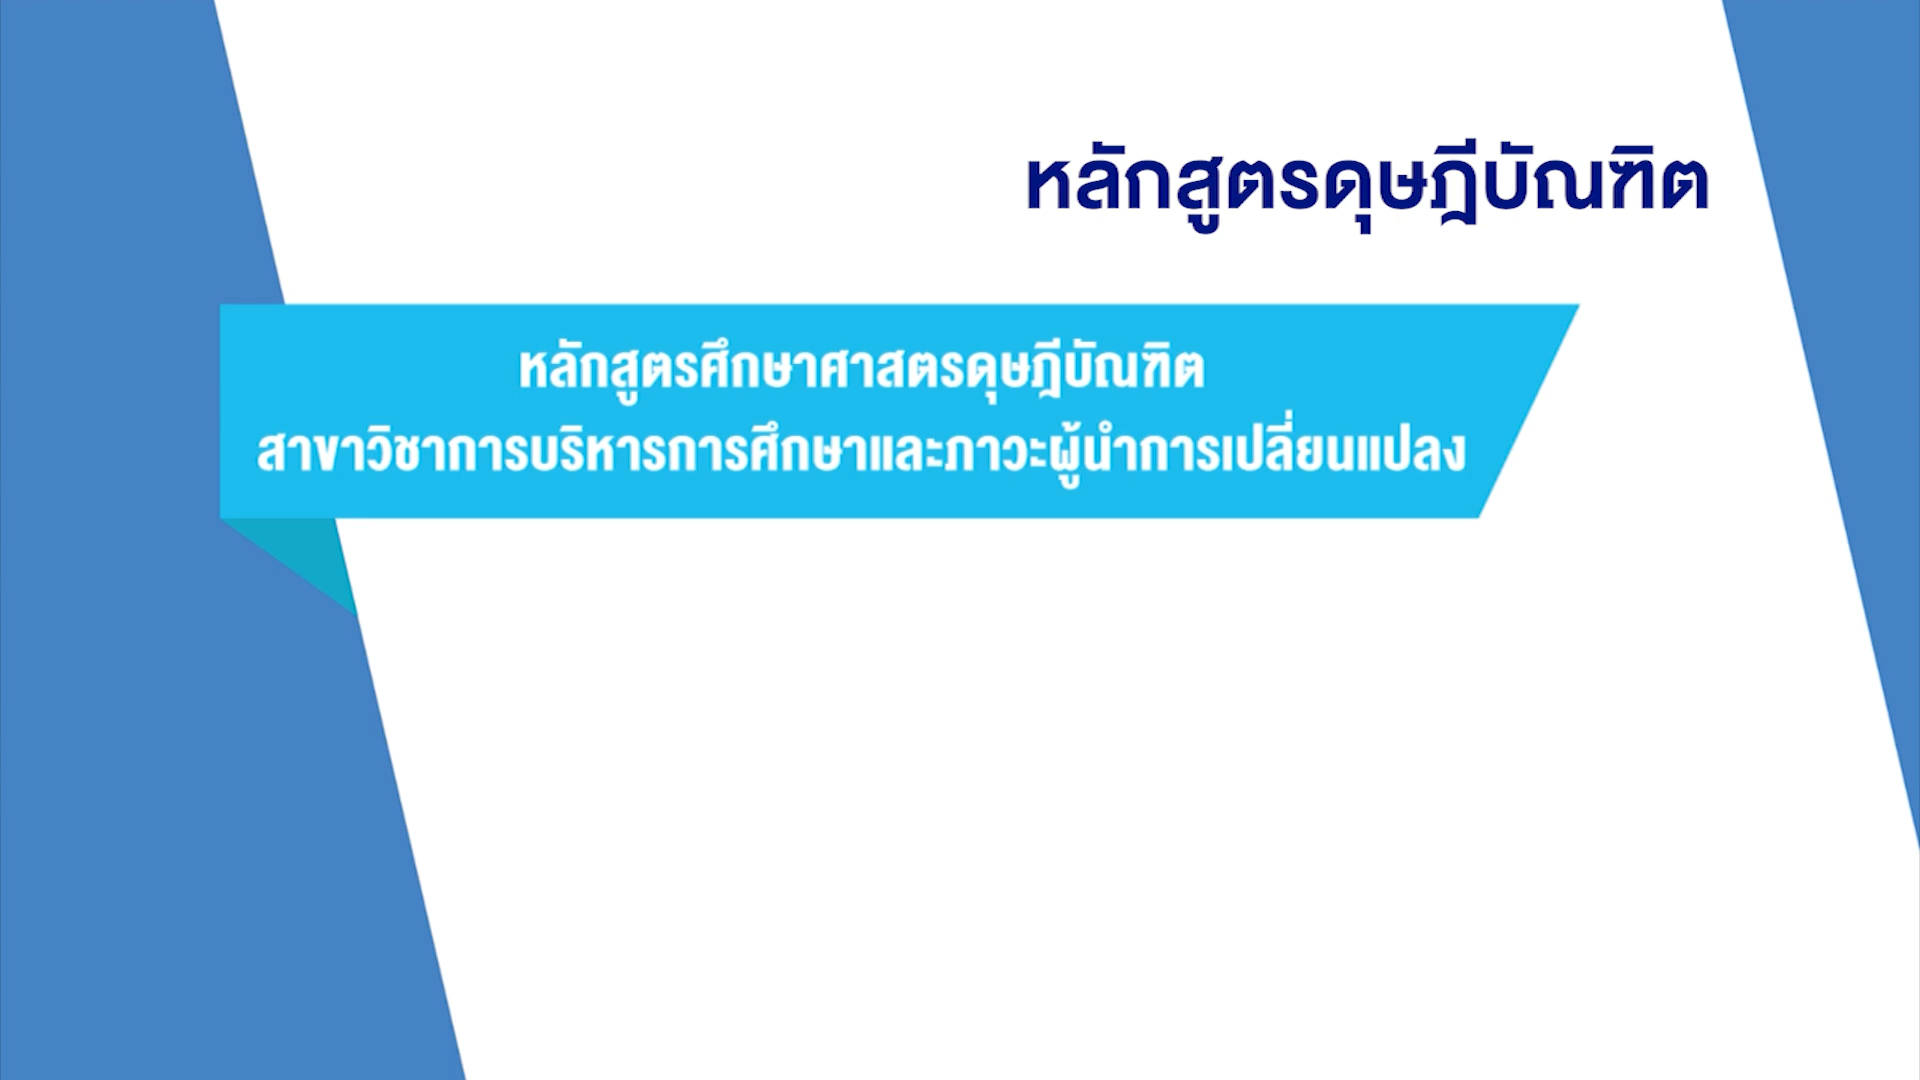 หลักสูตรดุษฎีบัณฑิต
หลักสูตรศึกษาศาสตรดุษฎีบัณฑิต
สาขาวิชาการบริหารการศึกษาและภาวะผู้นำการเปลี่ยนแปลง